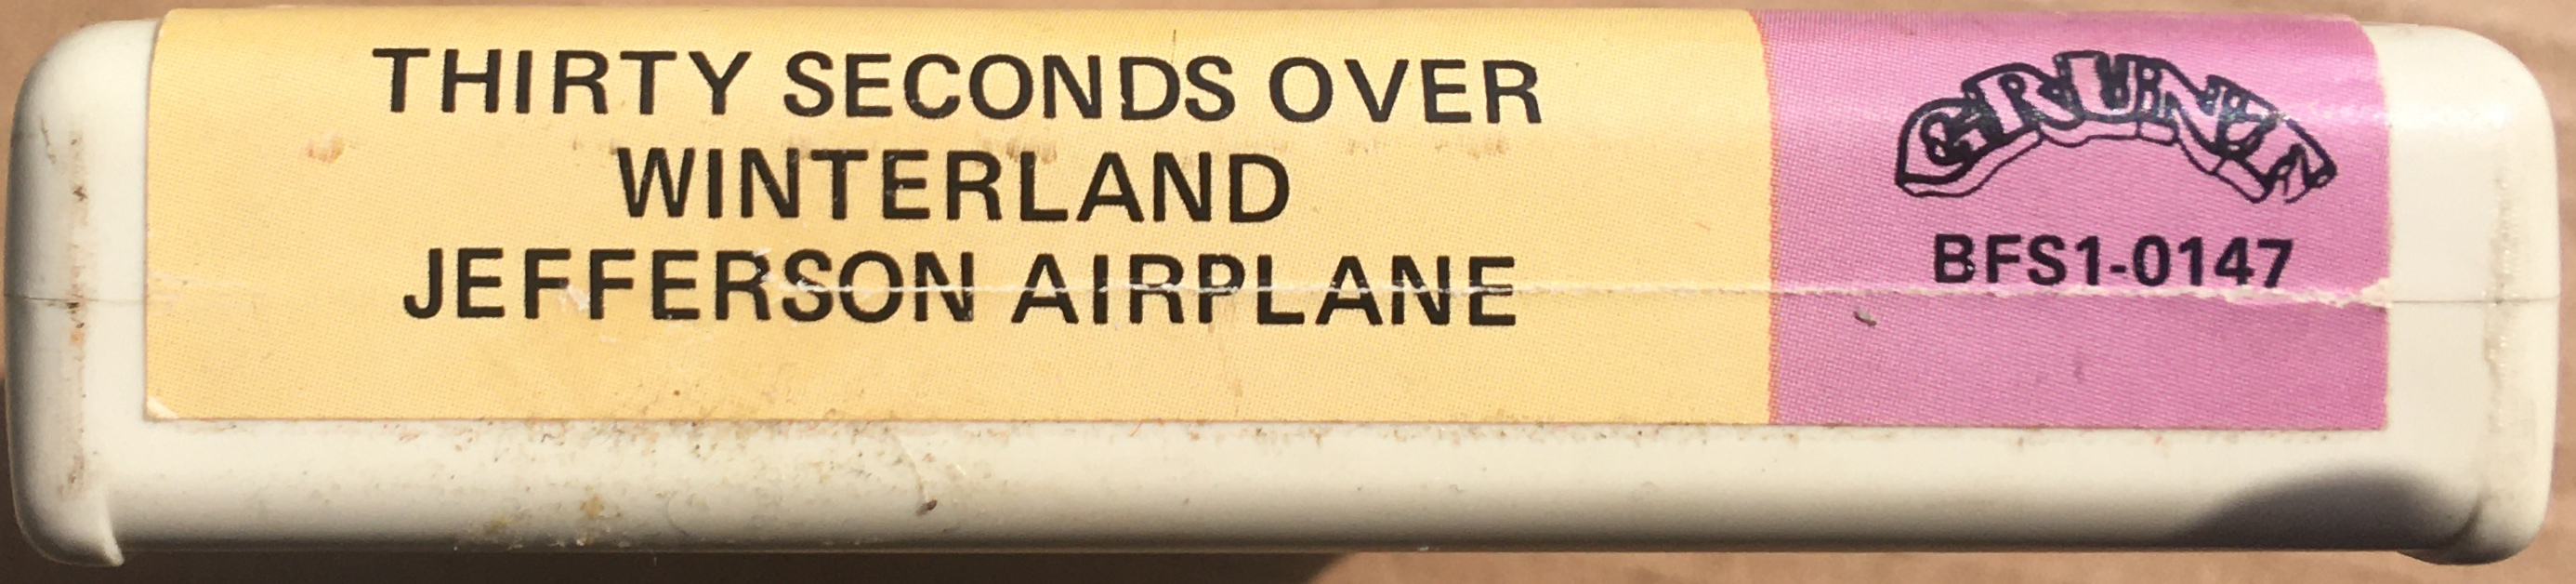 THIRTY SECONDS OVER
WINTERLAND
JEFFERSON AIRPLANE
GRUNT
BFS1-0147